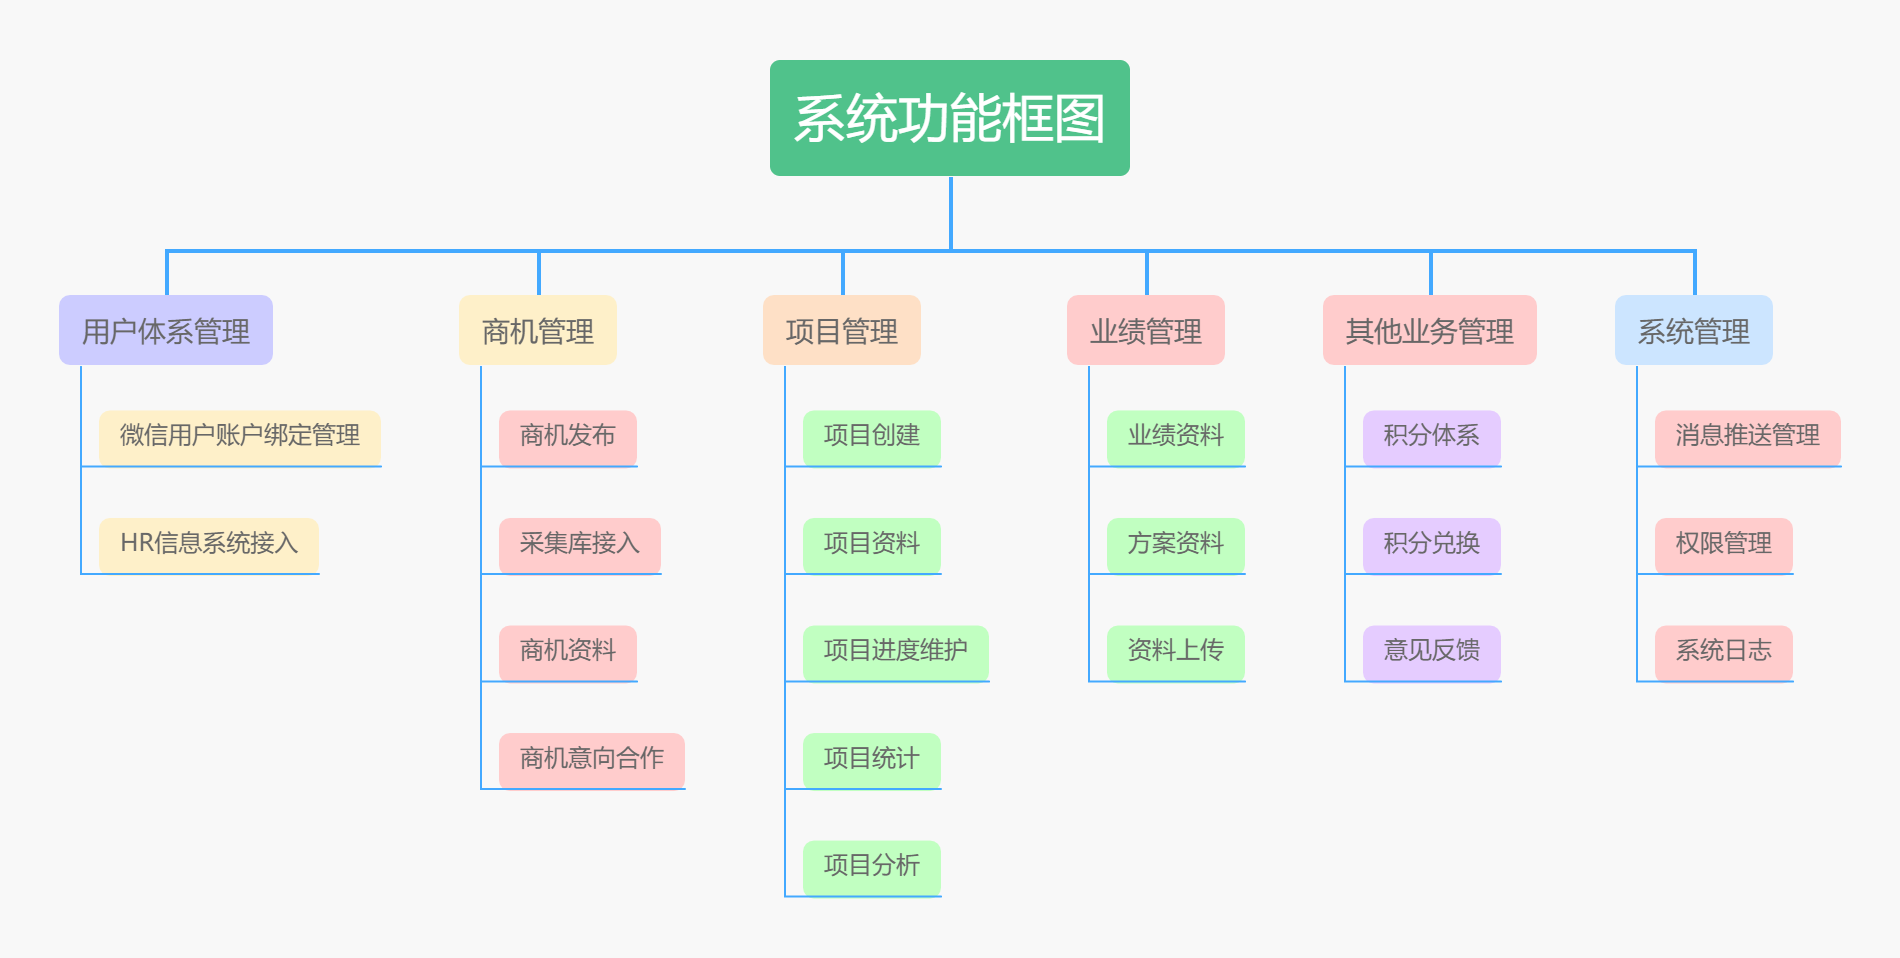 系统功能框图
用户体系管理
微信用户账户绑定管理
HR信息系统接入
商机管理
商机发布
采集库接入
商机资料
商机意向合作
项目管理
项目创建
项目资料
项目进度维护
项目统计
项目分析
业绩管理
业绩资料
方案资料
资料上传
其他业务管理
积分体系
积分兑换
意见反馈
系统管理
消息推送管理
权限管理
系统日志